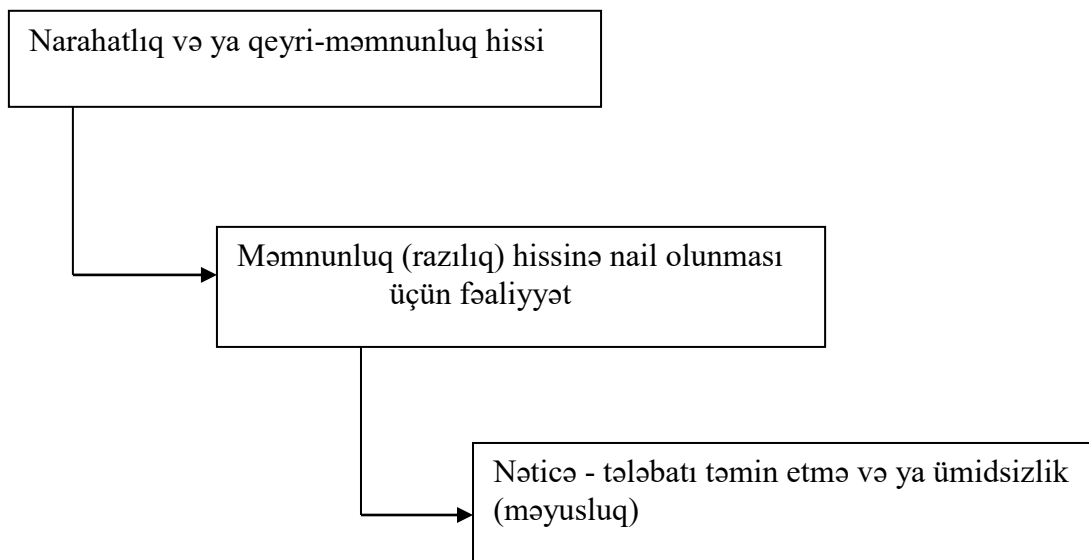 Narahatlıq və ya qeyri-məmnunluq hissi
Məmnunluq (razılıq) hissinə nail olunması
üçün fəaliyyət
Nəticə - tələbatı təmin etmə və ya ümidsizlik
(məyusluq)